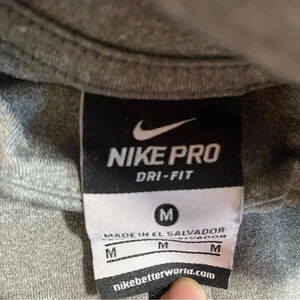 NIKE PRO
DRI-FIT
M
MADE IN EL SALVADOR
M M M
nikebetterworld.com